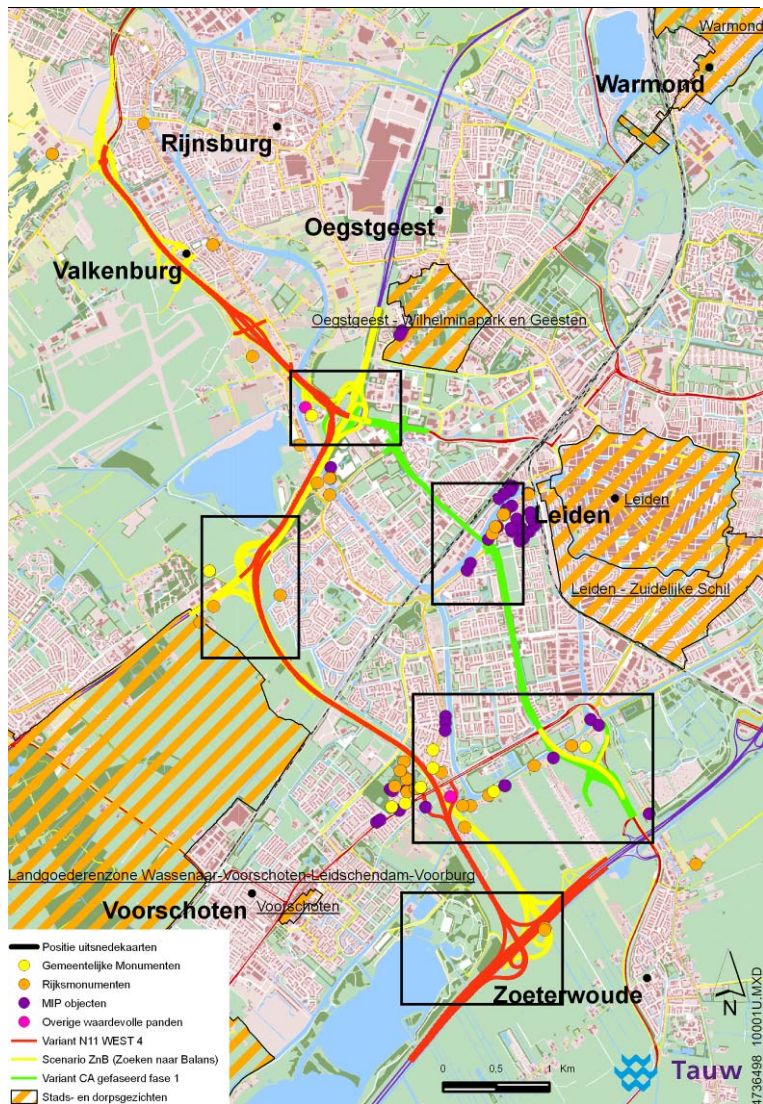 Warmond
Warmond
Rijnsburg
Oegstgeest
Valkenburg
Oegstgeest - Wilhelminapark en Geesten
Leiden
Leiden
Leiden - Zuidelijke Schil
Landgoederenzone Wassenaar-Voorschoten-Leidschendam-Voorburg
Voorschoten
Voorschoten
Zoeterwoude
Positie uitsnedekaarten
Gemeentelijke Monumenten
Rijksmonumenten
MIP objecten
Overige waardevolle panden
Variant N11 WEST 4
Scenario ZnB (Zoeken naar Balans)
Variant CA gefaseerd fase 1
Stads- en dorpsgezichten
0 0,5 1 Km
N
Tauw
4736498 10001U.MXD